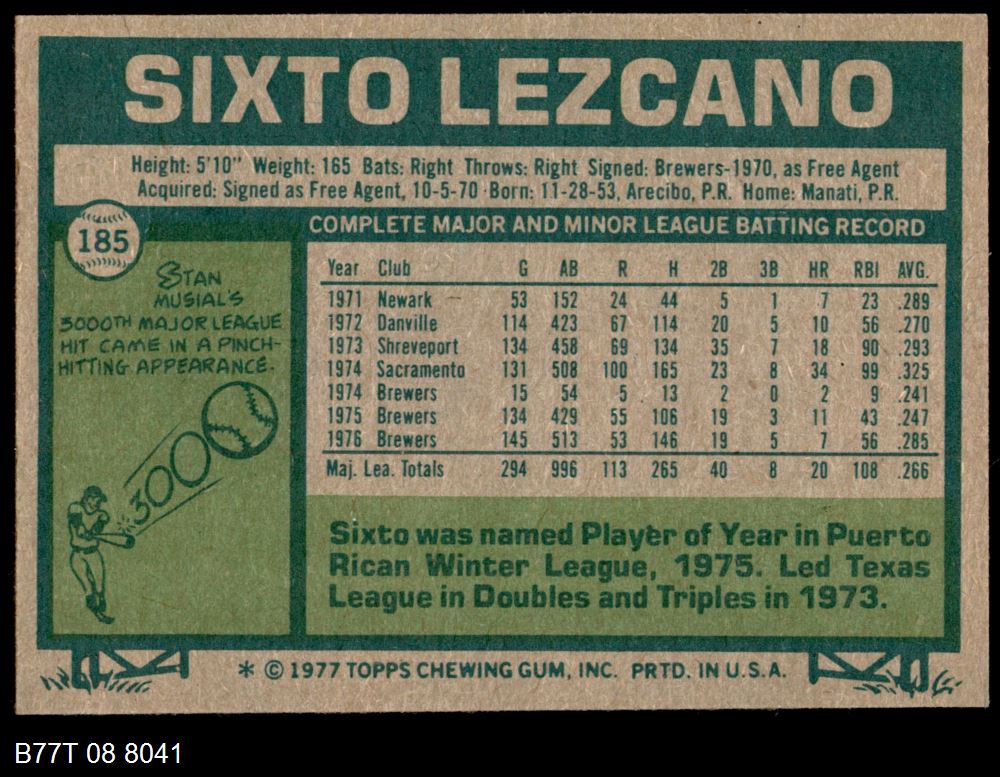 SIXTO LEZCANO
Height: 5'10" Weight: 165 Bats: Right Throws: Right Signed: Brewers-1970, as Free Agent
Acquired: Signed as Free Agent, 10-5-70 Born: 11-28-53, Arecibo, P.R. Home: Manati, P.R.
185
STAN
MUSIAL'S
3000TH MAJOR LEAGUE
HIT CAME IN A PINCH-
HITTING APPEARANCE.
3000
COMPLETE MAJOR AND MINOR LEAGUE BATTING RECORD
Year Club G AB R H 2B 3B HR RBI AVG.
1971 Newark 53 152 24 44 5 1 7 23 .289
1972 Danville 114 423 67 114 20 5 10 56 .270
1973 Shreveport 134 458 69 134 35 7 18 90 .293
1974 Sacramento 131 508 100 165 23 8 34 99 .325
1974 Brewers 15 54 5 13 2 0 2 9 .241
1975 Brewers 134 429 55 106 19 3 11 43 .247
1976 Brewers 145 513 53 146 19 5 7 56 .285
Maj. Lea. Totals 294 996 113 265 40 8 20 108 .266
Sixto was named Player of Year in Puerto
Rican Winter League, 1975. Led Texas
League in Doubles and Triples in 1973.
* © 1977 TOPPS CHEWING GUM, INC. PRTD. IN U.S.A.
B77T 08 8041